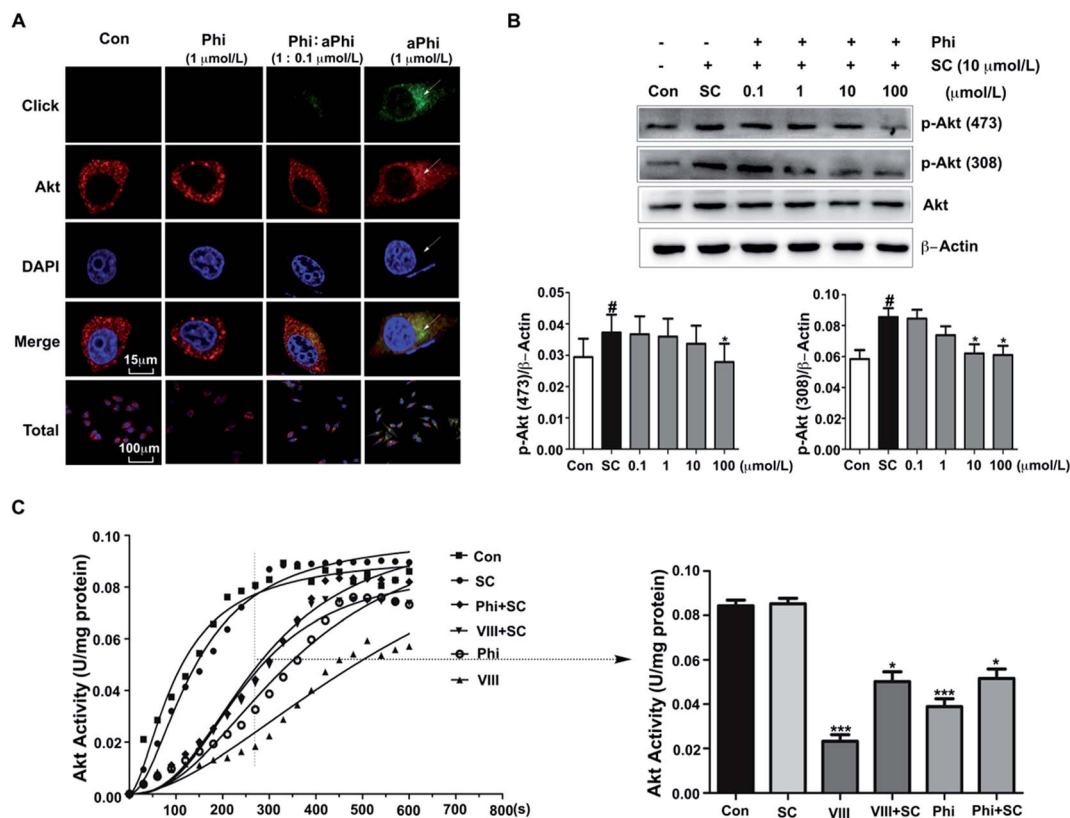 A
Con
Phi
(1 μmol/L)
Phi:aPhi
(1 : 0.1 μmol/L)
aPhi
(1 μmol/L)
Click
Akt
DAPI
Merge
15μm
Total
100μm
B
- - + + + + Phi
- + + + + + SC (10 μmol/L)
Con SC 0.1 1 10 100 (μmol/L)
p-Akt (473)
p-Akt (308)
Akt
β-Actin
p-Akt (473)/β-Actin
0.05
0.04
0.03
0.02
0.01
0.00
#
*
Con SC 0.1 1 10 100 (μmol/L)
p-Akt (308)/β-Actin
0.10
0.08
0.06
0.04
0.02
0.00
#
* *
Con SC 0.1 1 10 100 (μmol/L)
C
Akt Activity (U/mg protein)
0.10
0.08
0.06
0.04
0.02
0.00
100 200 300 400 500 600 700 800(s)
Con
SC
Phi+SC
VIII+SC
Phi
VIII
Akt Activity (U/mg protein)
0.10
0.08
0.06
0.04
0.02
0.00
*** * *** *
Con SC VIII VIII+SC Phi Phi+SC